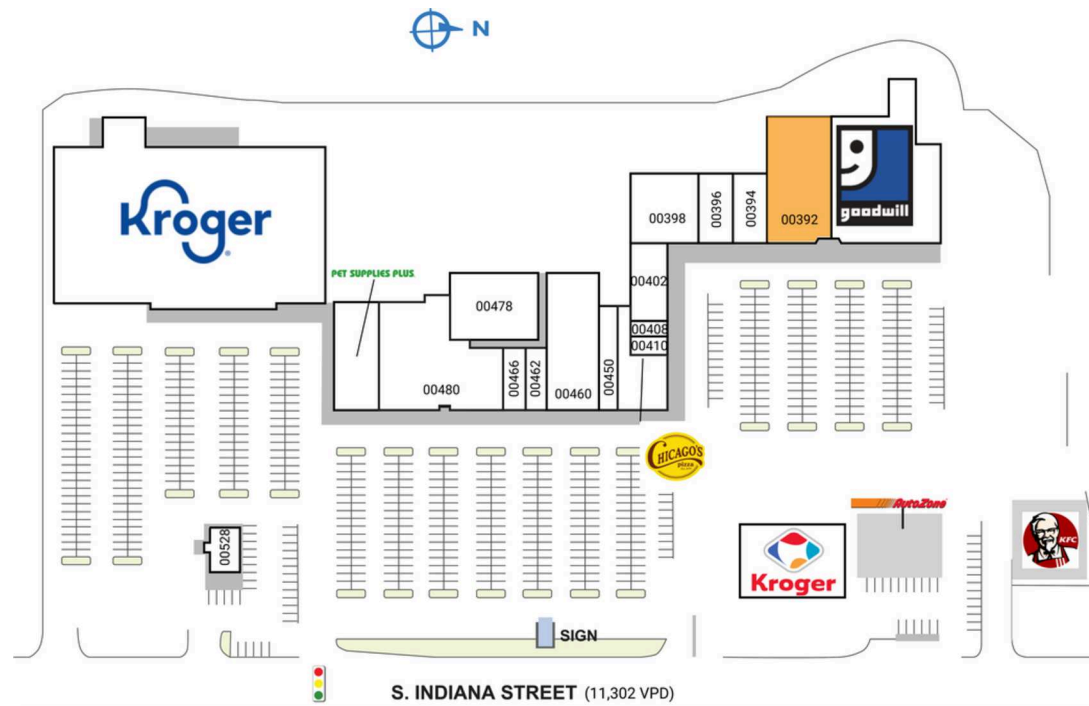 N
Kroger
goodwill
00398
00396
00394
00392
PET SUPPLIES PLUS
00402
00478
00408
00410
00480
00466
00462
00460
00450
CHICAGO'S
pizza
AutoZone
00528
Kroger
KFC
SIGN
S. INDIANA STREET (11,302 VPD)